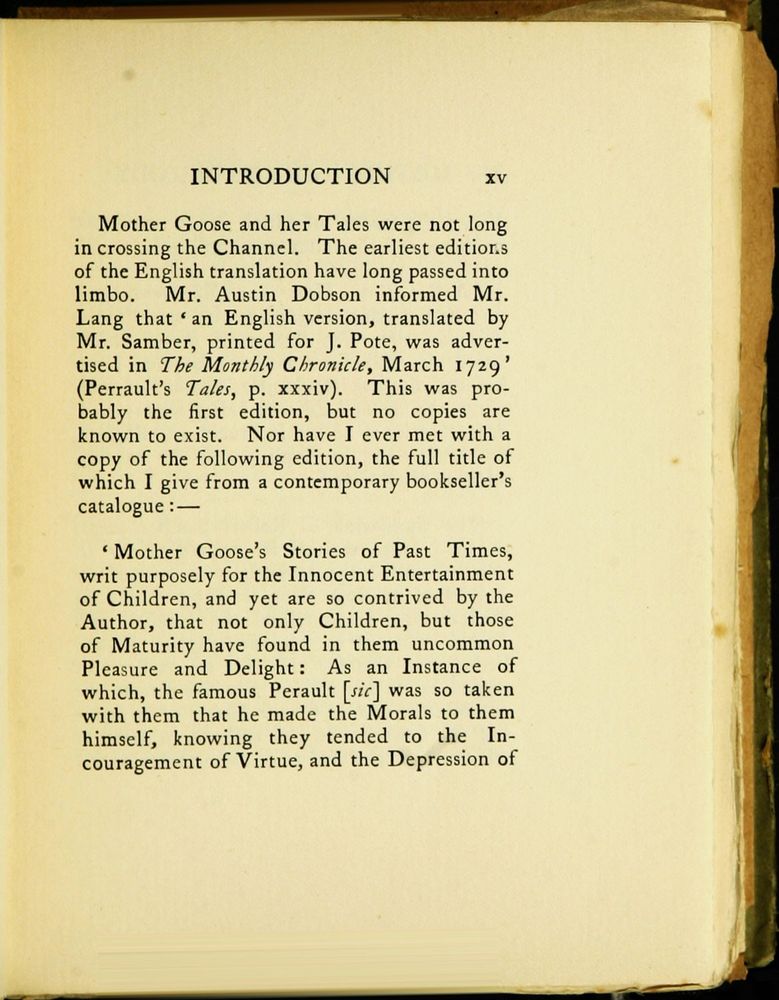 INTRODUCTION xv
Mother Goose and her Tales were not long
in crossing the Channel. The earliest editions
of the English translation have long passed into
limbo. Mr. Austin Dobson informed Mr.
Lang that ‘an English version, translated by
Mr. Samber, printed for J. Pote, was adver-
tised in The Monthly Chronicle, March 1729’
(Perrault’s Tales, p. xxxiv). This was pro-
bably the first edition, but no copies are
known to exist. Nor have I ever met with a
copy of the following edition, the full title of
which I give from a contemporary bookseller’s
catalogue:—
‘Mother Goose’s Stories of Past Times,
writ purposely for the Innocent Entertainment
of Children, and yet are so contrived by the
Author, that not only Children, but those
of Maturity have found in them uncommon
Pleasure and Delight: As an Instance of
which, the famous Perault [sic] was so taken
with them that he made the Morals to them
himself, knowing they tended to the In-
couragement of Virtue, and the Depression of